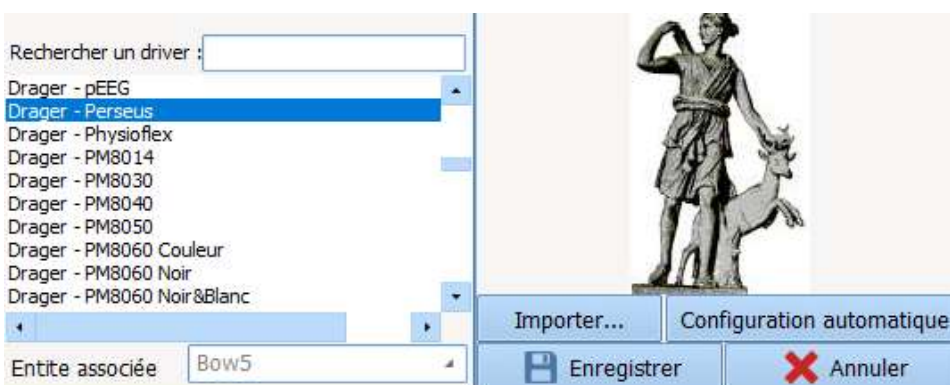 Rechercher un driver :
Drager - pEEG
Drager - Perseus
Drager - Physioflex
Drager - PM8014
Drager - PM8030
Drager - PM8040
Drager - PM8050
Drager - PM8060 Couleur
Drager - PM8060 Noir
Drager - PM8060 Noir&Blanc
Entite associée
Bow5
Importer...
Configuration automatique
Enregistrer
Annuler